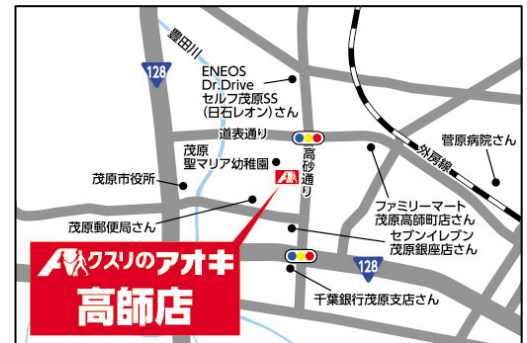 豊田川
128
ENEOS
Dr.Drive
セルフ茂原SS
(日石レオン)さん
道表通り
高砂通り
外房線
菅原病院さん
茂原
聖マリア幼稚園
茂原市役所
ファミリーマート
茂原高師町店さん
茂原郵便局さん
セブンイレブン
茂原銀座店さん
クスリのアオキ
高師店
128
千葉銀行茂原支店さん